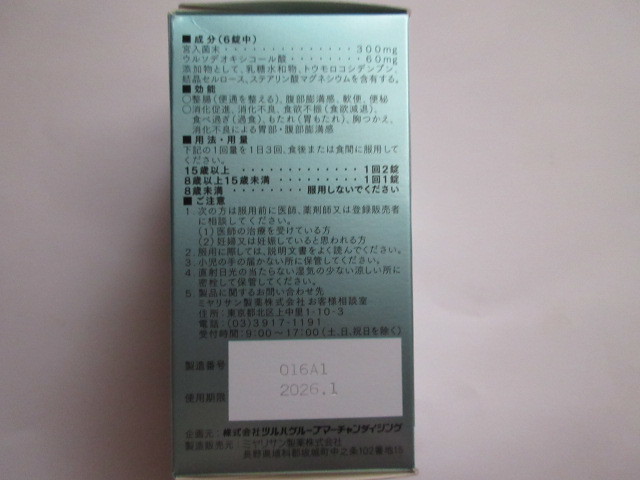 ■成分(６錠中)
宮入菌末・・・・・・・・・・・・・・300mg
ウルソデオキシコール酸・・・・・・・・60mg
添加物として、乳糖水和物、トウモロコシデンプン、
結晶セルロース、ステアリン酸マグネシウムを含有する。
■効能
○整腸(便通を整える)、腹部膨満感、軟便、便秘
○消化促進、消化不良、食欲不振(食欲減退)、
食べ過ぎ(過食)、もたれ(胃もたれ)、胸つかえ、
消化不良による胃部・腹部膨満感
■用法・用量
下記の１回量を１日３回、食後または食間に服用して
ください。
15歳以上・・・・・・・・・・・・・１回２錠
８歳以上15歳未満・・・・・・・・１回１錠
８歳未満・・・・・・・・服用しないでください
■ご注意
1. 次の方は服用前に医師、薬剤師又は登録販売者
に相談してください。
(1) 医師の治療を受けている方
(2) 妊婦又は妊娠していると思われる方
2. 服用に際しては、説明文書をよく読んでください。
3. 小児の手の届かない所に保管してください。
4. 直射日光の当たらない湿気の少ない涼しい所に
密栓して保管してください。
5. 製品に関するお問い合わせ先
ミヤリサン製薬株式会社 お客様相談室
住所：東京都北区上中里1-10-3
電話：(03)3917-1191
受付時間：9:00～17:00(土、日、祝日を除く)
製造番号 Q16A1
使用期限 2026.1
企画元：株式会社ツルハグループマーチャンダイジング
製造販売元：ミヤリサン製薬株式会社
長野県埴科郡坂城町中之条102番地15